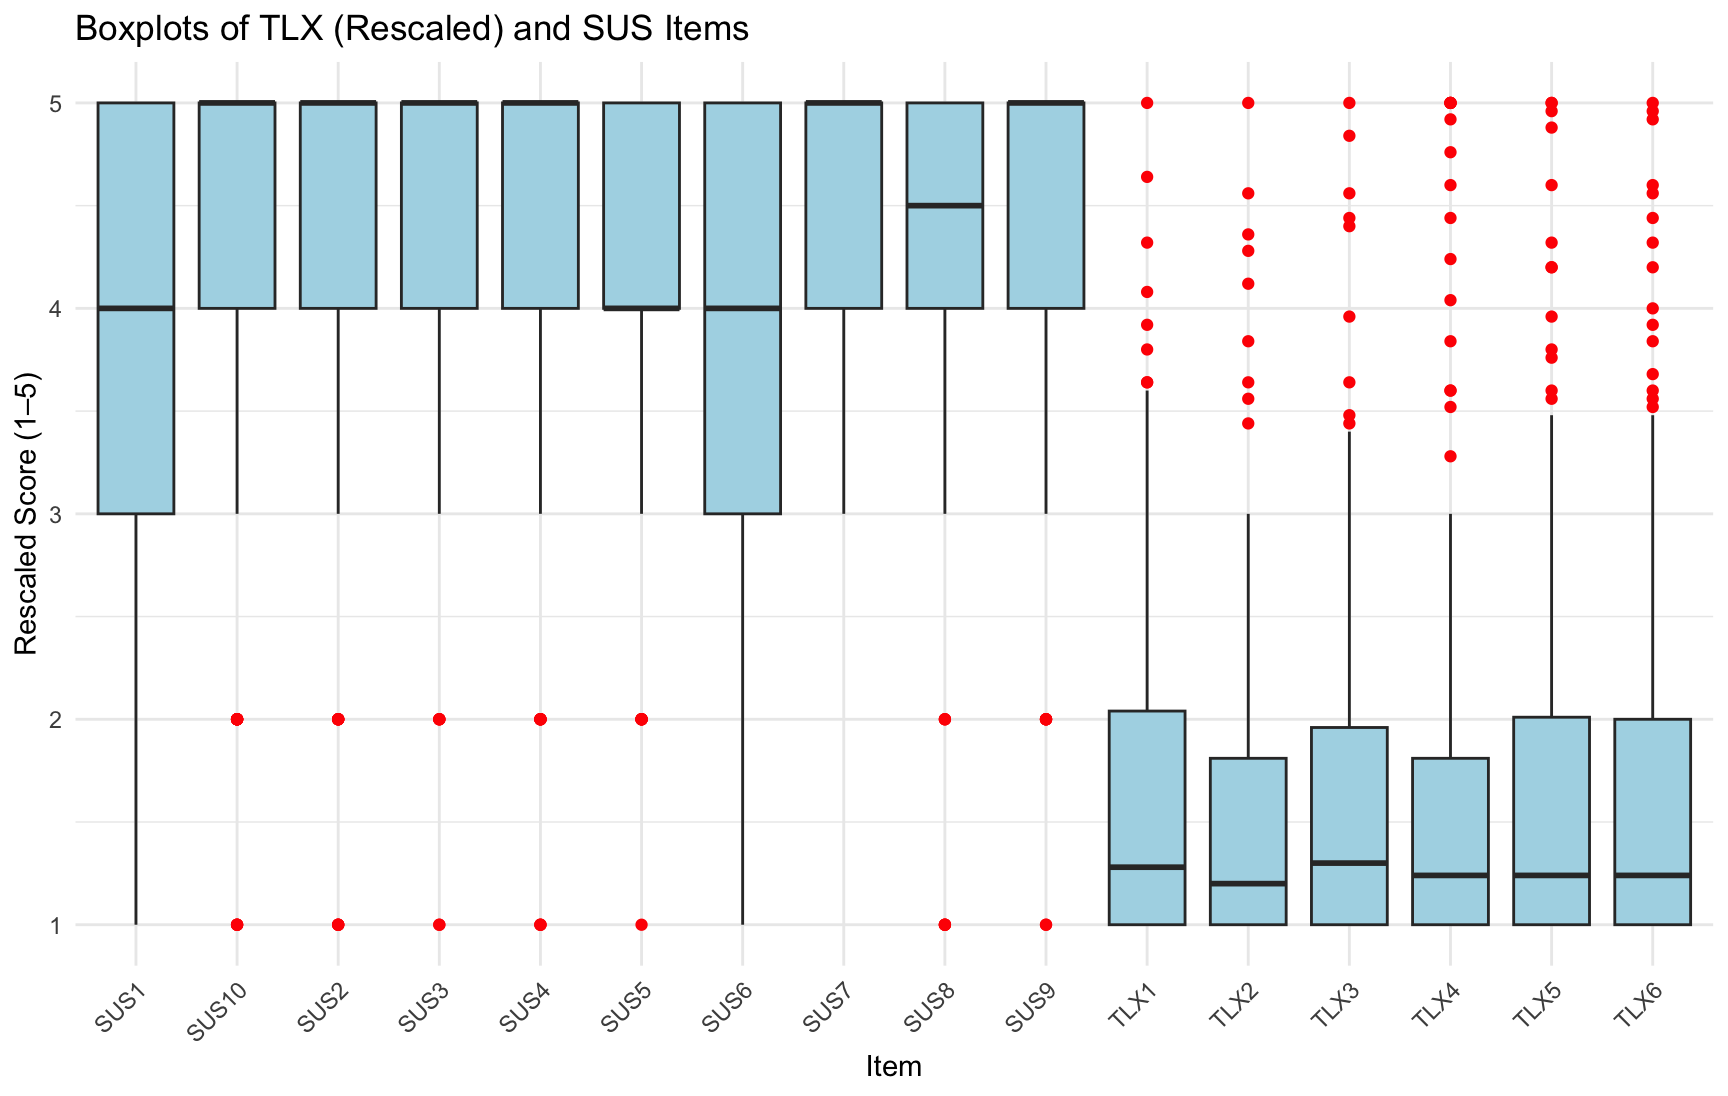 Boxplots of TLX (Rescaled) and SUS Items
Rescaled Score (1–5)
5
4
3
2
1
SUS1
SUS10
SUS2
SUS3
SUS4
SUS5
SUS6
SUS7
SUS8
SUS9
TLX1
TLX2
TLX3
TLX4
TLX5
TLX6
Item